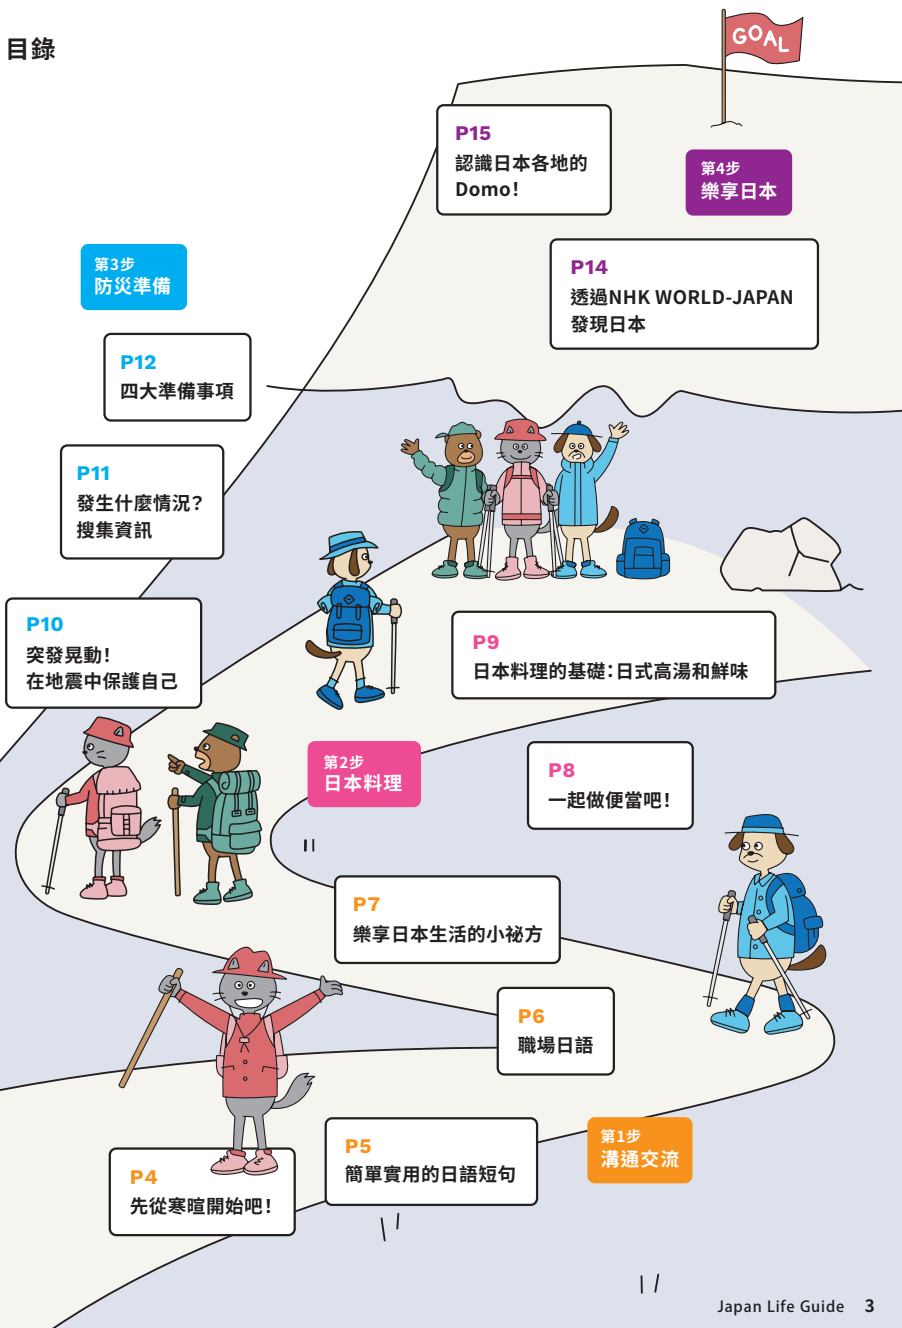 目錄
GOAL
P15
認識日本各地的
Domo!
第4步
樂享日本
P14
透過NHK WORLD-JAPAN
發現日本
第3步
防災準備
P12
四大準備事項
P11
發生什麼情況?
搜集資訊
P10
突發晃動!
在地震中保護自己
P9
日本料理的基礎:日式高湯和鮮味
第2步
日本料理
P8
一起做便當吧!
P7
樂享日本生活的小祕方
P6
職場日語
P5
簡單實用的日語短句
第1步
溝通交流
P4
先從寒暄開始吧!
Japan Life Guide 3